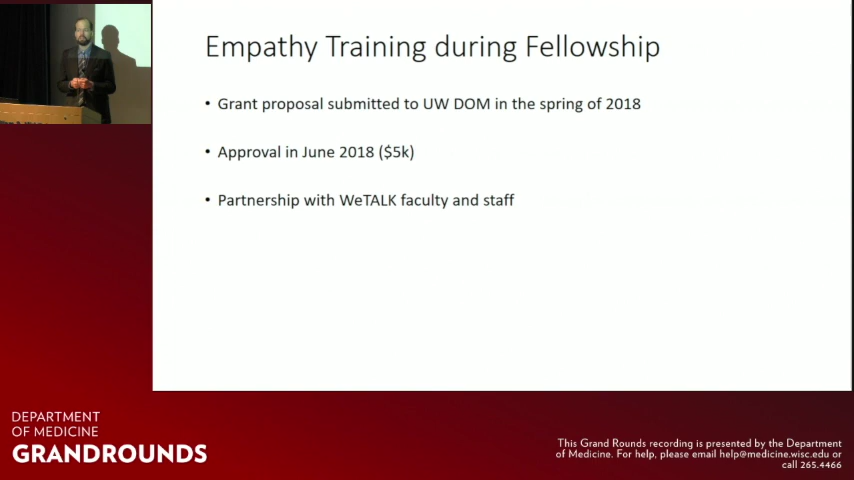 Empathy Training during Fellowship
• Grant proposal submitted to UW DOM in the spring of 2018
• Approval in June 2018 ($5k)
• Partnership with WeTALK faculty and staff
DEPARTMENT
OF MEDICINE
GRANDROUNDS
This Grand Rounds recording is presented by the Department
of Medicine. For help, please email help@medicine.wisc.edu or
call 265.4466